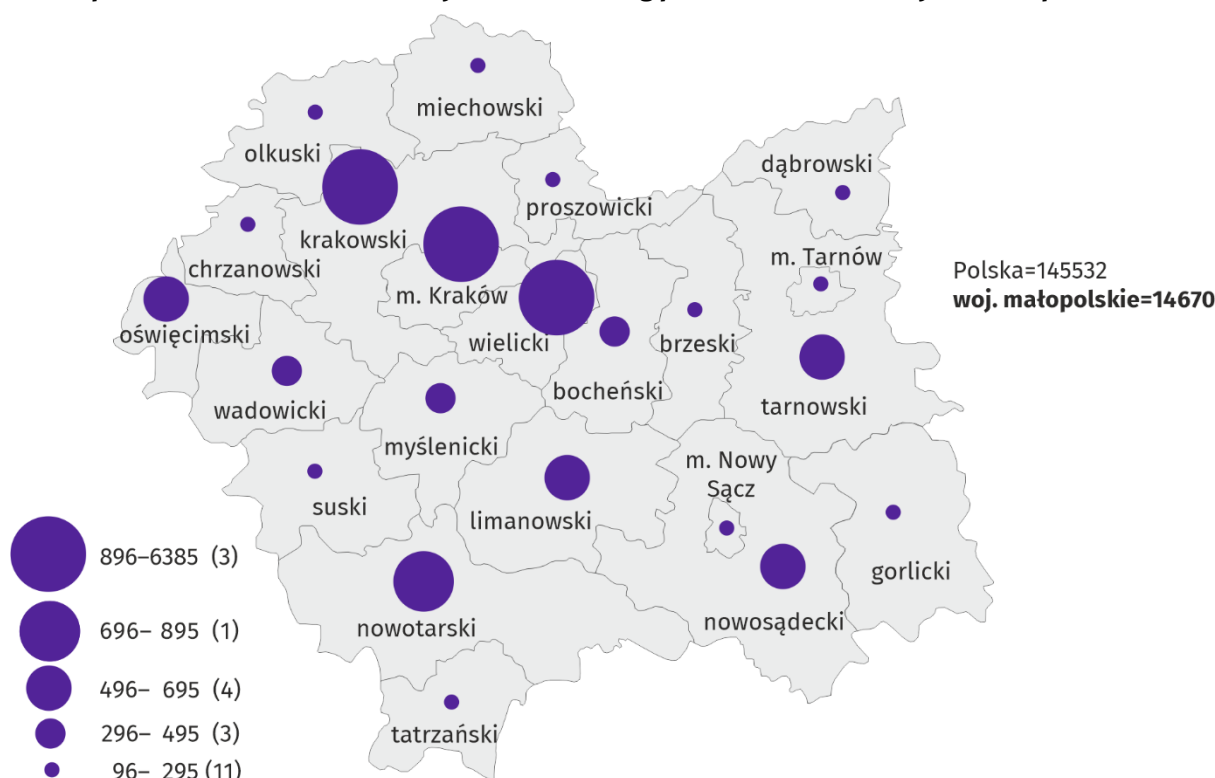 miechowski
olkuski
dąbrowski
proszowicki
krakowski
m. Tarnów
chrzanowski
Polska=145532
m. Kraków
woj. małopolskie=14670
oświęcimski
wielicki
brzeski
bocheński
wadowicki
tarnowski
myślenicki
m. Nowy
Sącz
suski
limanowski
896–6385 (3)
gorlicki
696– 895 (1)
nowotarski
nowosądecki
496– 695 (4)
296– 495 (3)
tatrzański
96– 295 (11)